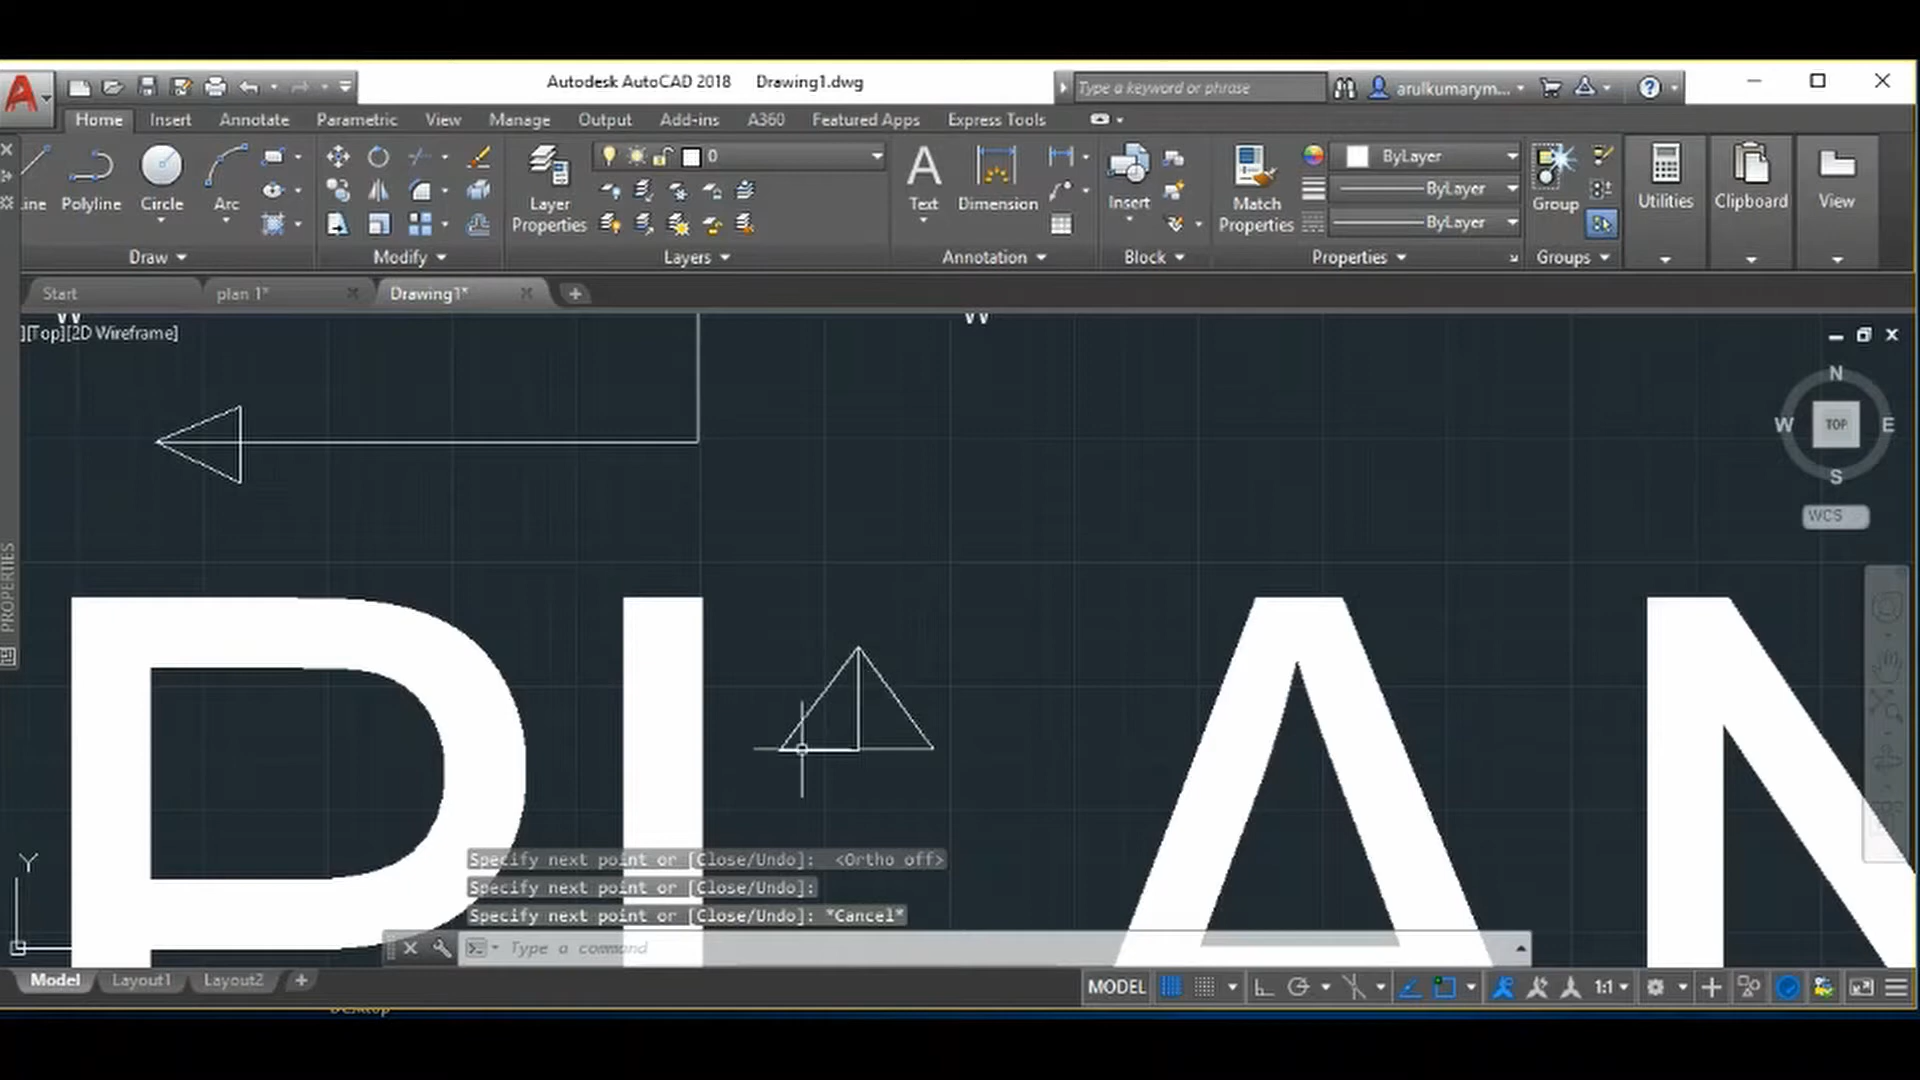 Autodesk AutoCAD 2018 Drawing1.dwg
Type a keyword or phrase
arulkumarym...
Home Insert Annotate Parametric View Manage Output Add-ins A360 Featured Apps Express Tools
0
ByLayer
ByLayer
ByLayer
ine Polyline Circle Arc
Layer Properties
Text Dimension
Insert
Match Properties
Group
Utilities
Clipboard
View
Draw Modify Layers Annotation Block Properties Groups
Start plan 1* Drawing1*
W W
][Top][2D Wireframe]
N
W TOP E
S
WCS
PROPERTIES
PLAN
Y
Specify next point or [Close/Undo]: <Ortho off>
Specify next point or [Close/Undo]:
Specify next point or [Close/Undo]: *Cancel*
Type a command
Model Layout1 Layout2
MODEL 1:1
Desktop